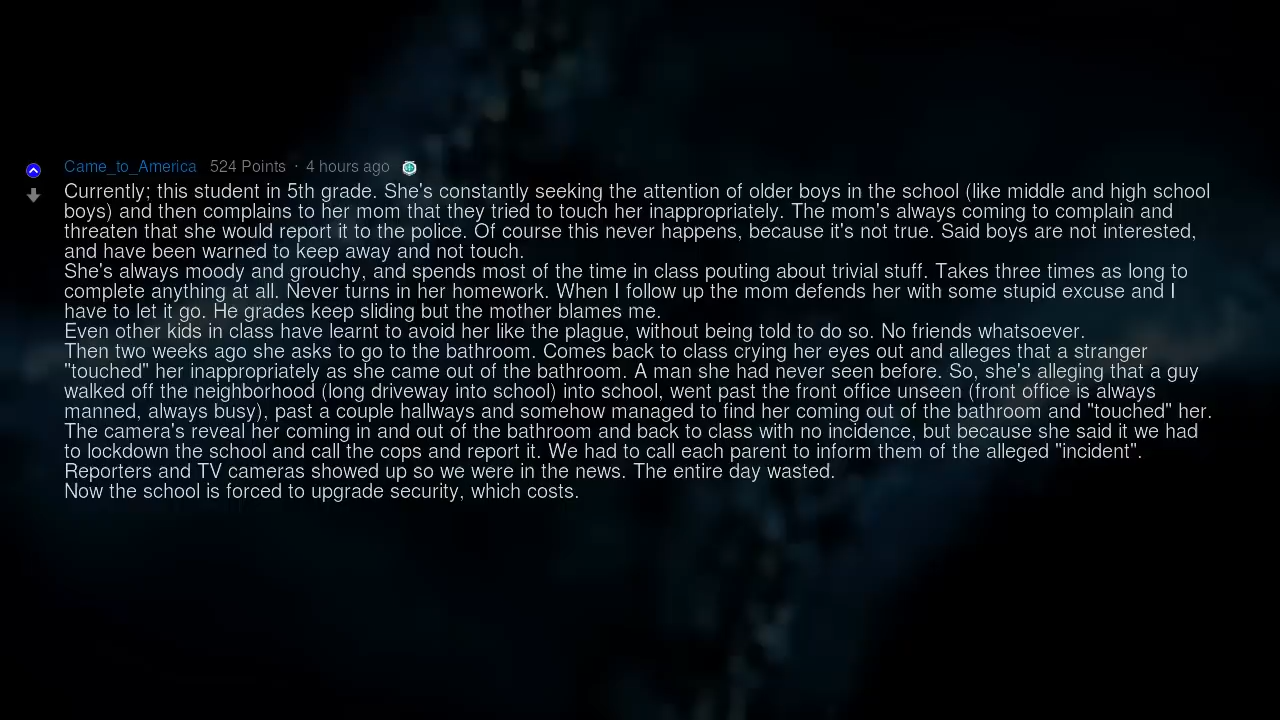 Came_to_America 524 Points · 4 hours ago
Currently; this student in 5th grade. She's constantly seeking the attention of older boys in the school (like middle and high school
boys) and then complains to her mom that they tried to touch her inappropriately. The mom's always coming to complain and
threaten that she would report it to the police. Of course this never happens, because it's not true. Said boys are not interested,
and have been warned to keep away and not touch.
She's always moody and grouchy, and spends most of the time in class pouting about trivial stuff. Takes three times as long to
complete anything at all. Never turns in her homework. When I follow up the mom defends her with some stupid excuse and I
have to let it go. He grades keep sliding but the mother blames me.
Even other kids in class have learnt to avoid her like the plague, without being told to do so. No friends whatsoever.
Then two weeks ago she asks to go to the bathroom. Comes back to class crying her eyes out and alleges that a stranger
"touched" her inappropriately as she came out of the bathroom. A man she had never seen before. So, she's alleging that a guy
walked off the neighborhood (long driveway into school) into school, went past the front office unseen (front office is always
manned, always busy), past a couple hallways and somehow managed to find her coming out of the bathroom and "touched" her.
The camera's reveal her coming in and out of the bathroom and back to class with no incidence, but because she said it we had
to lockdown the school and call the cops and report it. We had to call each parent to inform them of the alleged "incident".
Reporters and TV cameras showed up so we were in the news. The entire day wasted.
Now the school is forced to upgrade security, which costs.